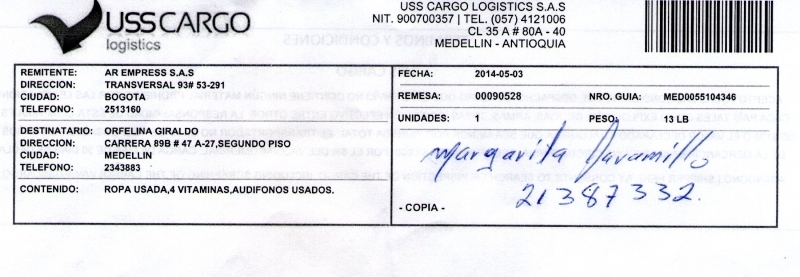 USSCARGO
logistics
USS CARGO LOGISTICS S.A.S
NIT. 900700357 | TEL. (057) 4121006
CL 35 A # 80A - 40
MEDELLIN - ANTIOQUIA
REMITENTE: AR EMPRESS S.A.S
DIRECCION: TRANSVERSAL 93# 53-291
CIUDAD: BOGOTA
TELEFONO: 2513160
DESTINATARIO: ORFELINA GIRALDO
DIRECCION: CARRERA 89B # 47 A-27,SEGUNDO PISO
CIUDAD: MEDELLIN
TELEFONO: 2343883 /
CONTENIDO: ROPA USADA,4 VITAMINAS,AUDIFONOS USADOS.
FECHA: 2014-05-03
REMESA: 00090528 NRO. GUIA: MED0055104346
UNIDADES: PESO: 13 LB
Margarita Jaramillo
21387332.
- COPIA -